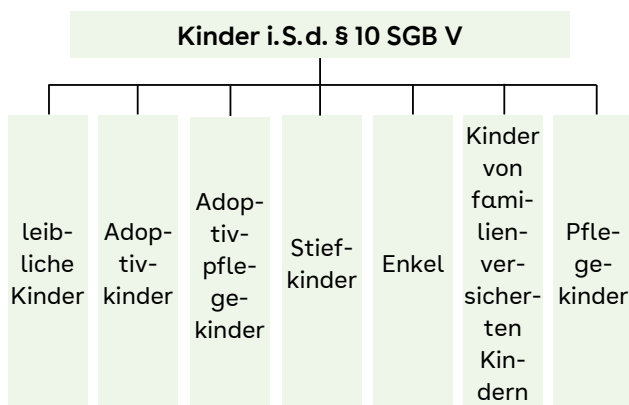 Kinder i.S.d. § 10 SGB V
leib-
liche
Kinder
Adop-
tiv-
kinder
Adop-
tiv-
pfle-
ge-
kinder
Stief-
kinder
Enkel
Kinder
von
fami-
lien-
ver-
sicher-
ten
Kin-
dern
Pfle-
ge-
kinder